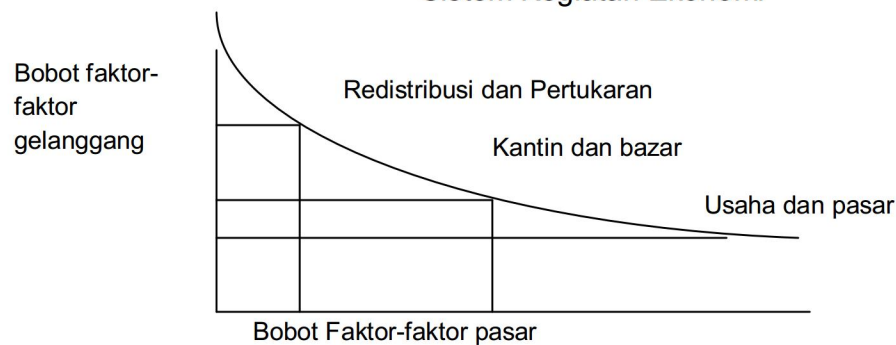 Bobot faktor-
faktor
gelanggang
Redistribusi dan Pertukaran
Kantin dan bazar
Usaha dan pasar
Bobot Faktor-faktor pasar